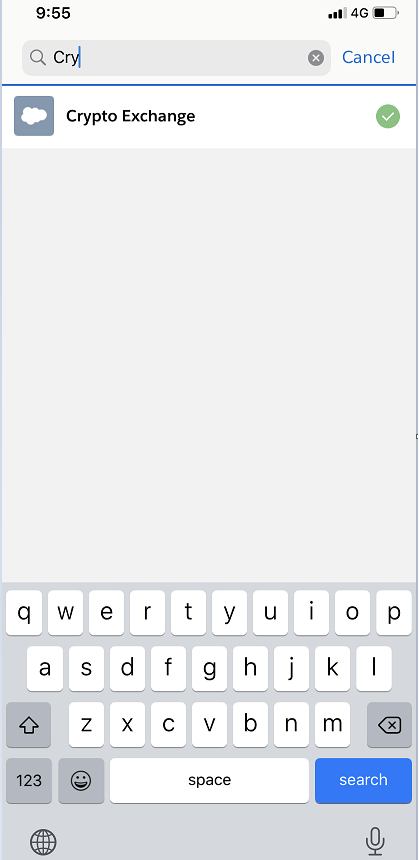 9:55
4G
Cry
Cancel
Crypto Exchange
q w e r t y u i o p
a s d f g h j k l
z x c v b n m
123 space search